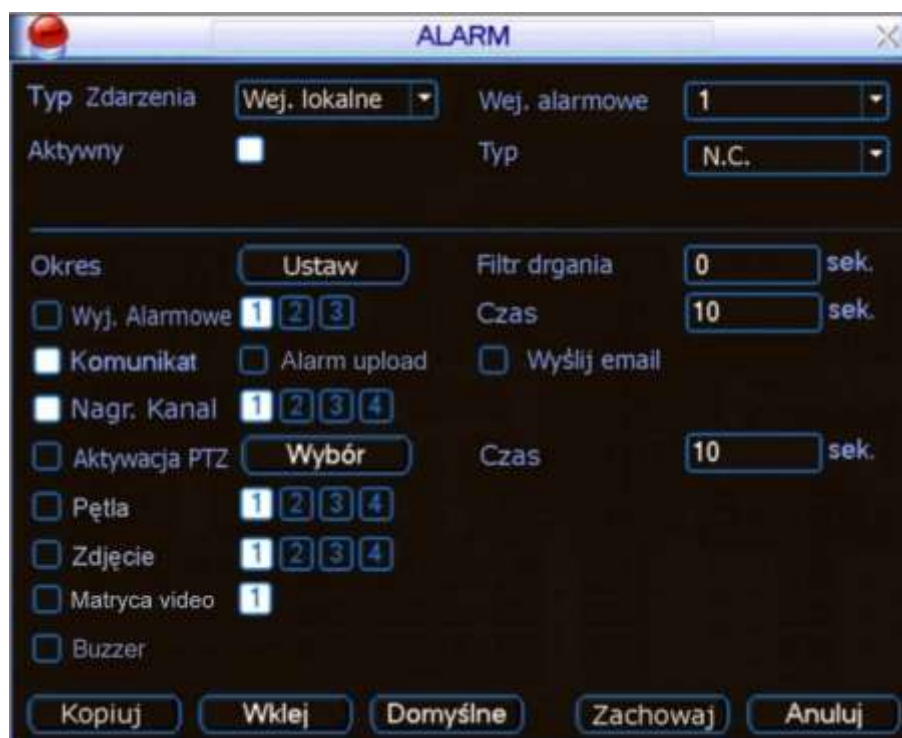 ALARM
Typ Zdarzenia Wej. lokalne Wej. alarmowe 1
Aktywny Typ N.C.
Okres Ustaw Filtr drgania 0 sek.
Wyj. Alarmowe 1 2 3 Czas 10 sek.
Komunikat Alarm upload Wyślij email
Nagr. Kanal 1 2 3 4
Aktywacja PTZ Wybór Czas 10 sek.
Pętla 1 2 3 4
Zdjęcie 1 2 3 4
Matryca video 1
Buzzer
Kopiuj Wklej Domyślne Zachowaj Anuluj